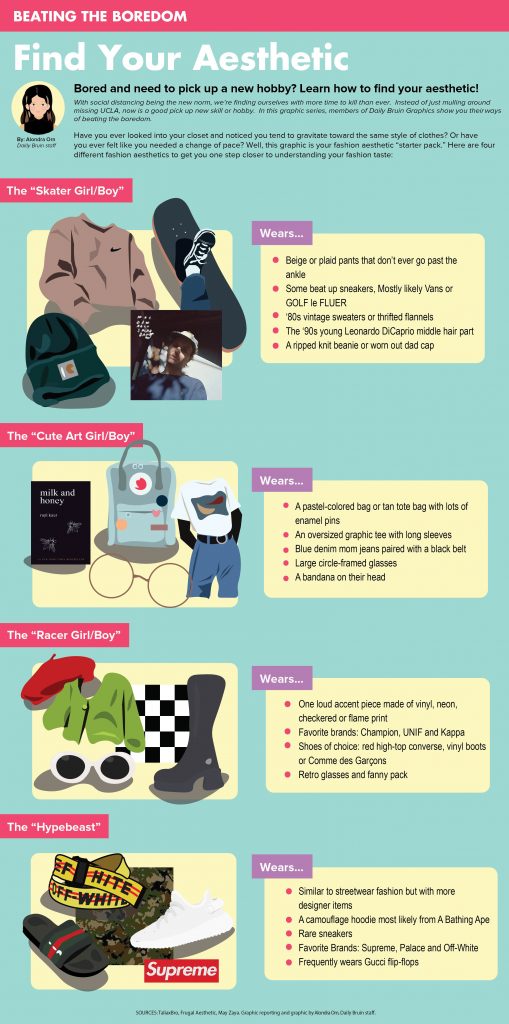 BEATING THE BOREDOM
Find Your Aesthetic
Bored and need to pick up a new hobby? Learn how to find your aesthetic!
With social distancing being the new norm, we're finding ourselves with more time to kill than ever. Instead of just mulling around
missing UCLA, now is a good pick up new skill or hobby. In this graphic series, members of Daily Bruin Graphics show you their ways
of beating the boredom.
By: Alondra Om
Daily Bruin staff
Have you ever looked into your closet and noticed you tend to gravitate toward the same style of clothes? Or have
you ever felt like you needed a change of pace? Well, this graphic is your fashion aesthetic "starter pack." Here are four
different fashion aesthetics to get you one step closer to understanding your fashion taste:
The "Skater Girl/Boy"
Wears...
Beige or plaid pants that don't ever go past the
ankle
Some beat up sneakers, Mostly likely Vans or
GOLF le FLUER
'80s vintage sweaters or thrifted flannels
The '90s young Leonardo DiCaprio middle hair part
A ripped knit beanie or worn out dad cap
The "Cute Art Girl/Boy"
milk and
honey
rupi kaur
Wears...
A pastel-colored bag or tan tote bag with lots of
enamel pins
An oversized graphic tee with long sleeves
Blue denim mom jeans paired with a black belt
Large circle-framed glasses
A bandana on their head
The "Racer Girl/Boy"
Wears...
One loud accent piece made of vinyl, neon,
checkered or flame print
Favorite brands: Champion, UNIF and Kappa
Shoes of choice: red high-top converse, vinyl boots
or Comme des Garçons
Retro glasses and fanny pack
The "Hypebeast"
HITE
OFF-WHITE
Supreme
Wears...
Similar to streetwear fashion but with more
designer items
A camouflage hoodie most likely from A Bathing Ape
Rare sneakers
Favorite Brands: Supreme, Palace and Off-White
Frequently wears Gucci flip-flops
SOURCES: TaliaxBro, Frugal Aesthetic, May Zaya. Graphic reporting and graphic by Alondra Om, Daily Bruin staff.